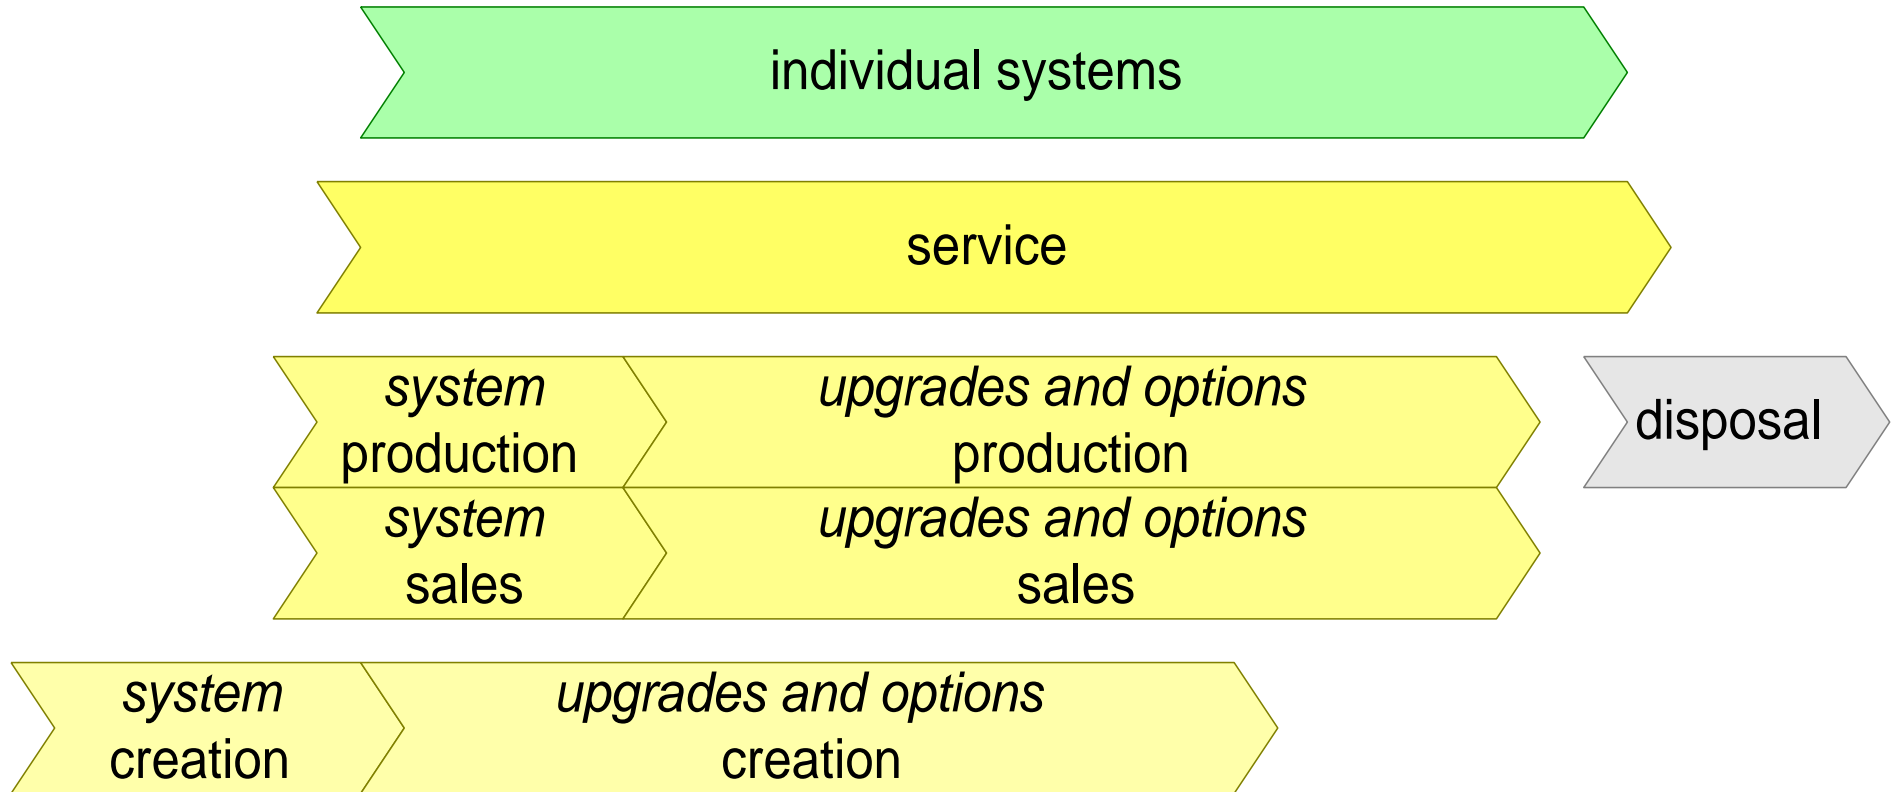 individual systems
service
system
production
upgrades and options
production
disposal
system
sales
upgrades and options
sales
system
creation
upgrades and options
creation